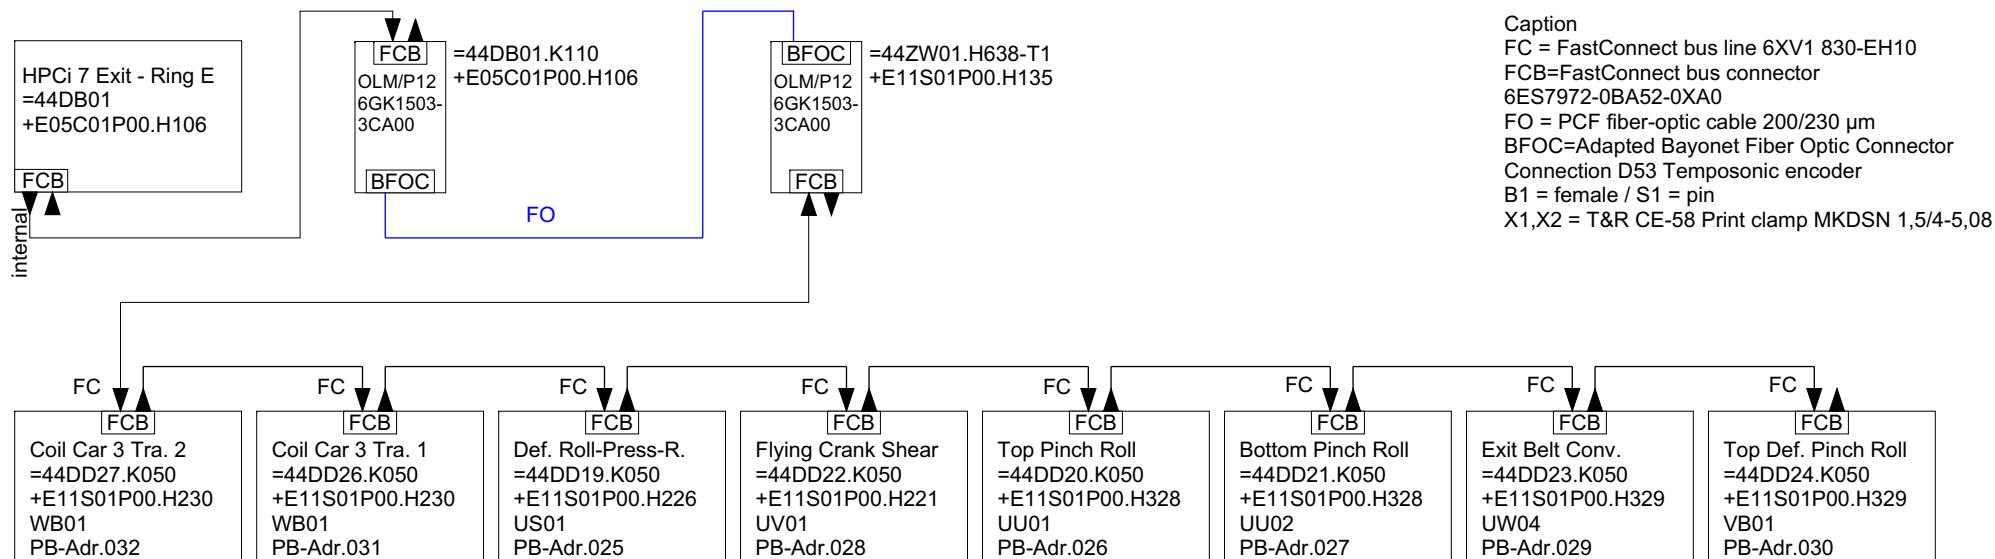 HPCi 7 Exit - Ring E
=44DB01
+E05C01P00.H106
FCB
internal
FCB
OLM/P12
6GK1503-
3CA00
BFOC
=44DB01.K110
+E05C01P00.H106
FO
BFOC
OLM/P12
6GK1503-
3CA00
FCB
=44ZW01.H638-T1
+E11S01P00.H135
Caption
FC = FastConnect bus line 6XV1 830-EH10
FCB=FastConnect bus connector
6ES7972-0BA52-0XA0
FO = PCF fiber-optic cable 200/230 µm
BFOC=Adapted Bayonet Fiber Optic Connector
Connection D53 Temposonic encoder
B1 = female / S1 = pin
X1,X2 = T&R CE-58 Print clamp MKDSN 1,5/4-5,08
FC
FCB
Coil Car 3 Tra. 2
=44DD27.K050
+E11S01P00.H230
WB01
PB-Adr.032
FC
FCB
Coil Car 3 Tra. 1
=44DD26.K050
+E11S01P00.H230
WB01
PB-Adr.031
FC
FCB
Def. Roll-Press-R.
=44DD19.K050
+E11S01P00.H226
US01
PB-Adr.025
FC
FCB
Flying Crank Shear
=44DD22.K050
+E11S01P00.H221
UV01
PB-Adr.028
FC
FCB
Top Pinch Roll
=44DD20.K050
+E11S01P00.H328
UU01
PB-Adr.026
FC
FCB
Bottom Pinch Roll
=44DD21.K050
+E11S01P00.H328
UU02
PB-Adr.027
FC
FCB
Exit Belt Conv.
=44DD23.K050
+E11S01P00.H329
UW04
PB-Adr.029
FC
FCB
Top Def. Pinch Roll
=44DD24.K050
+E11S01P00.H329
VB01
PB-Adr.030